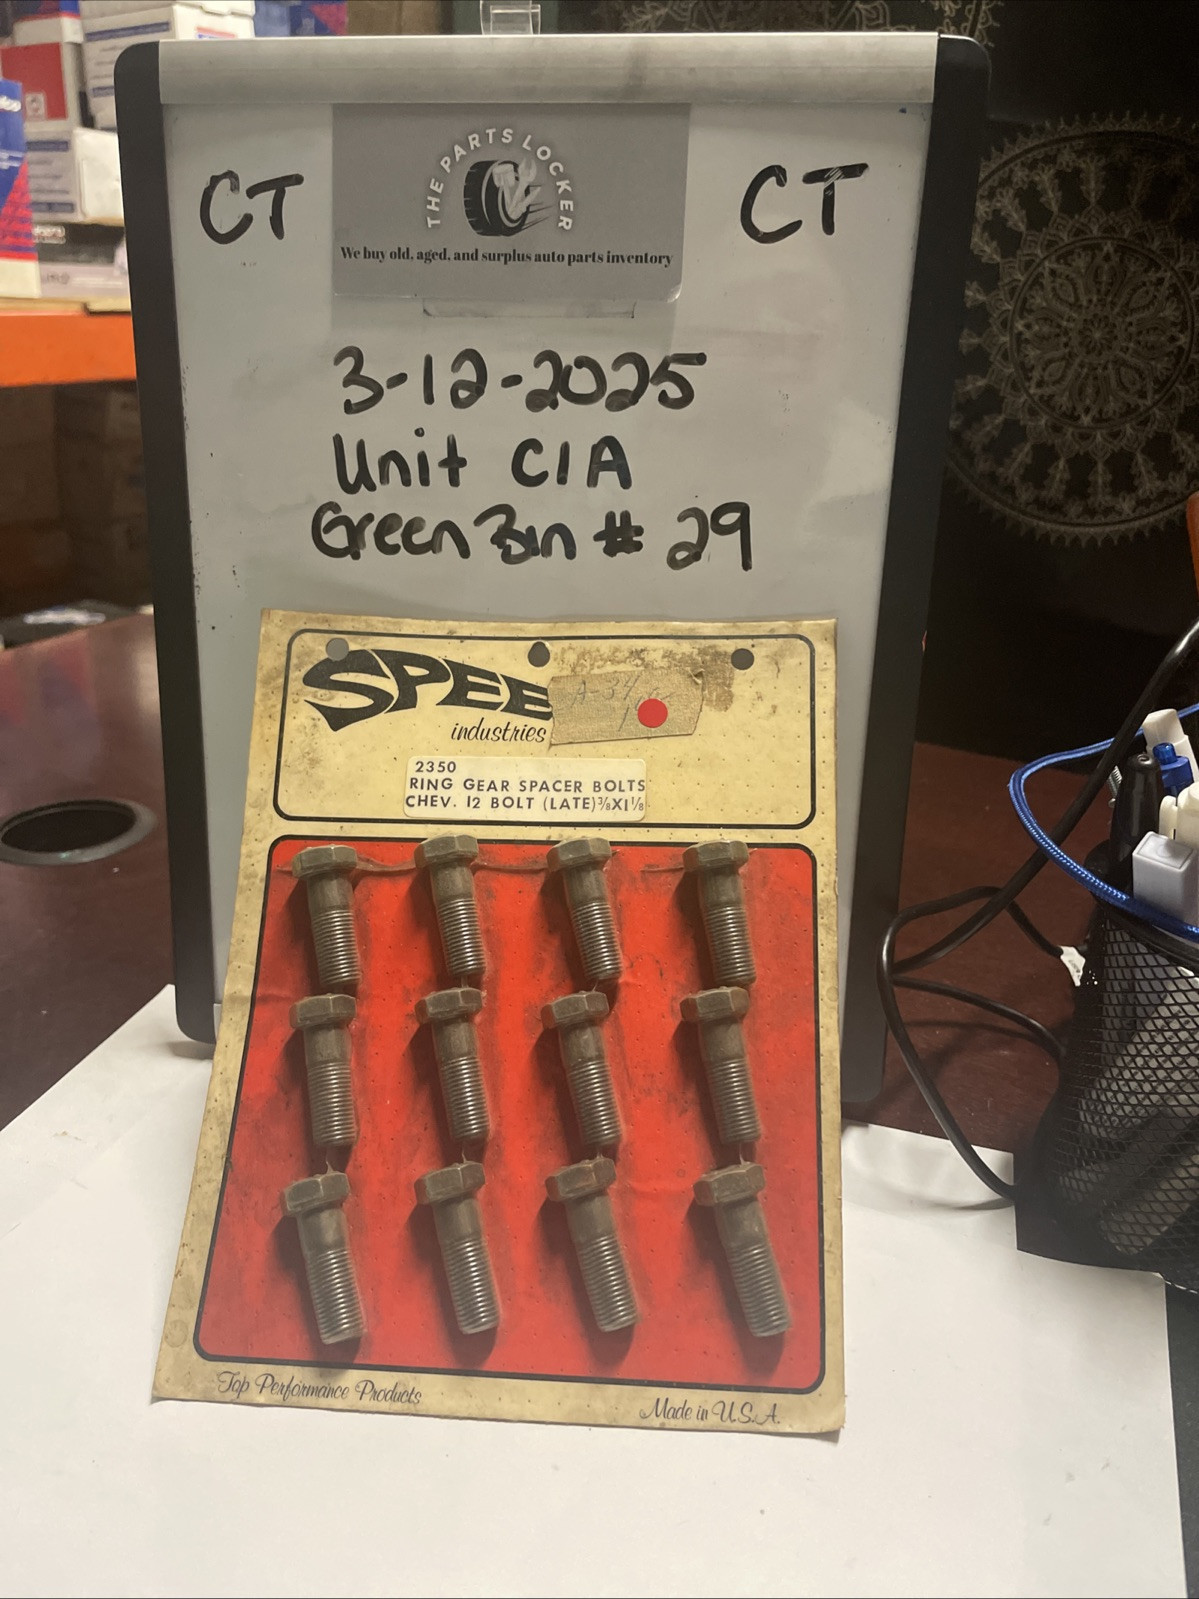 CT
THE PARTS LOCKER
CT
We buy old, aged, and surplus auto parts inventory
3-12-2025
Unit C1A
Green Bin # 29
SPEE
A-34
industries
2350
RING GEAR SPACER BOLTS
CHEV. 12 BOLT (LATE) 3/8X1 1/8
Top Performance Products
Made in U.S.A.